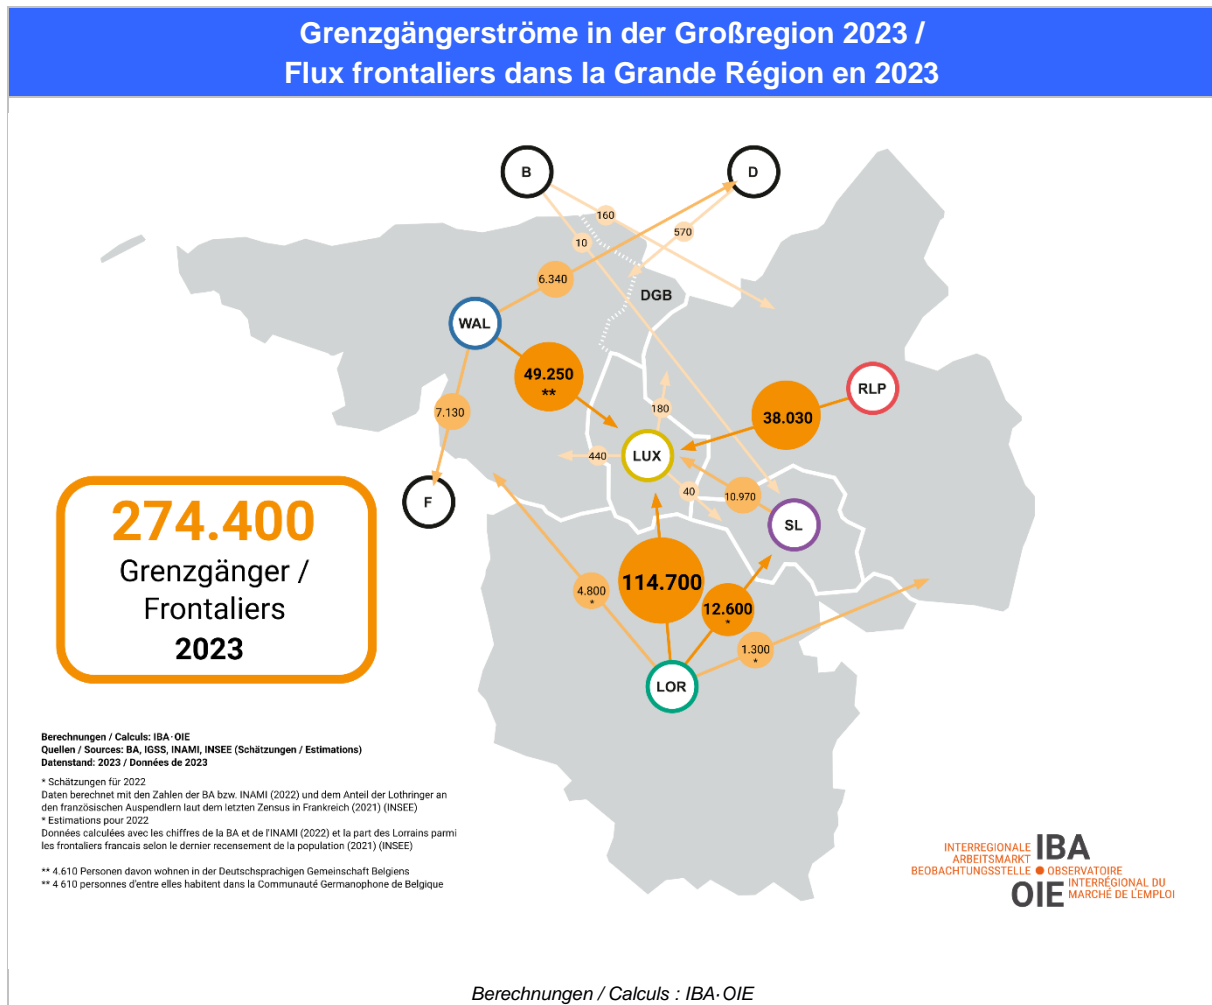 Grenzgängerströme in der Großregion 2023 /
Flux frontaliers dans la Grande Région en 2023
B
D
160
570
10
6.340
DGB
WAL
49.250
**
RLP
180
38.030
7.130
440
LUX
40
10.970
F
SL
274.400
Grenzgänger /
Frontaliers
2023
114.700
4.800
*
12.600
*
1.300
*
LOR
Berechnungen / Calculs: IBA·OIE
Quellen / Sources: BA, IGSS, INAMI, INSEE (Schätzungen / Estimations)
Datenstand: 2023 / Données de 2023
* Schätzungen für 2022
Daten berechnet mit den Zahlen der BA bzw. INAMI (2022) und dem Anteil der Lothringer an
den französischen Auspendlern laut dem letzten Zensus in Frankreich (2021) (INSEE)
* Estimations pour 2022
Données calculées avec les chiffres de la BA et de l'INAMI (2022) et la part des Lorrains parmi
les frontaliers francais selon le dernier recensement de la population (2021) (INSEE)
** 4.610 Personen davon wohnen in der Deutschsprachigen Gemeinschaft Belgiens
** 4 610 personnes d'entre elles habitent dans la Communauté Germanophone de Belgique
INTERREGIONALE
ARBEITSMARKT
BEOBACHTUNGSSTELLE
IBA
OBSERVATOIRE
OIE
INTERRÉGIONAL DU
MARCHÉ DE L'EMPLOI
Berechnungen / Calculs : IBA·OIE